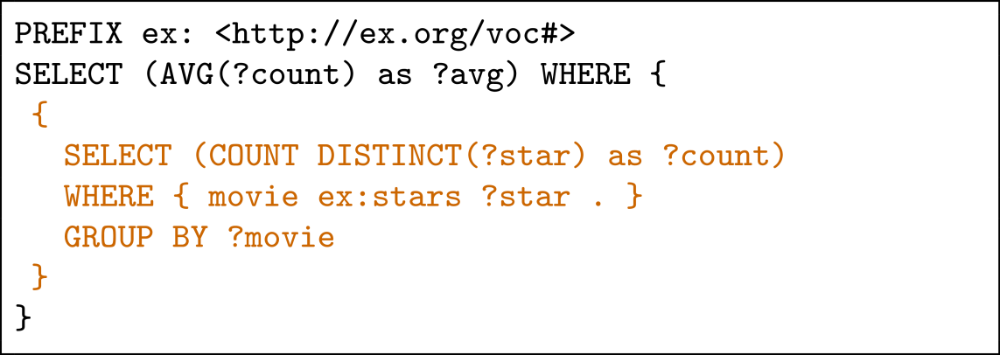 PREFIX ex: <http://ex.org/voc#>
SELECT (AVG(?count) as ?avg) WHERE {
{
SELECT (COUNT DISTINCT(?star) as ?count)
WHERE { movie ex:stars ?star . }
GROUP BY ?movie
}
}